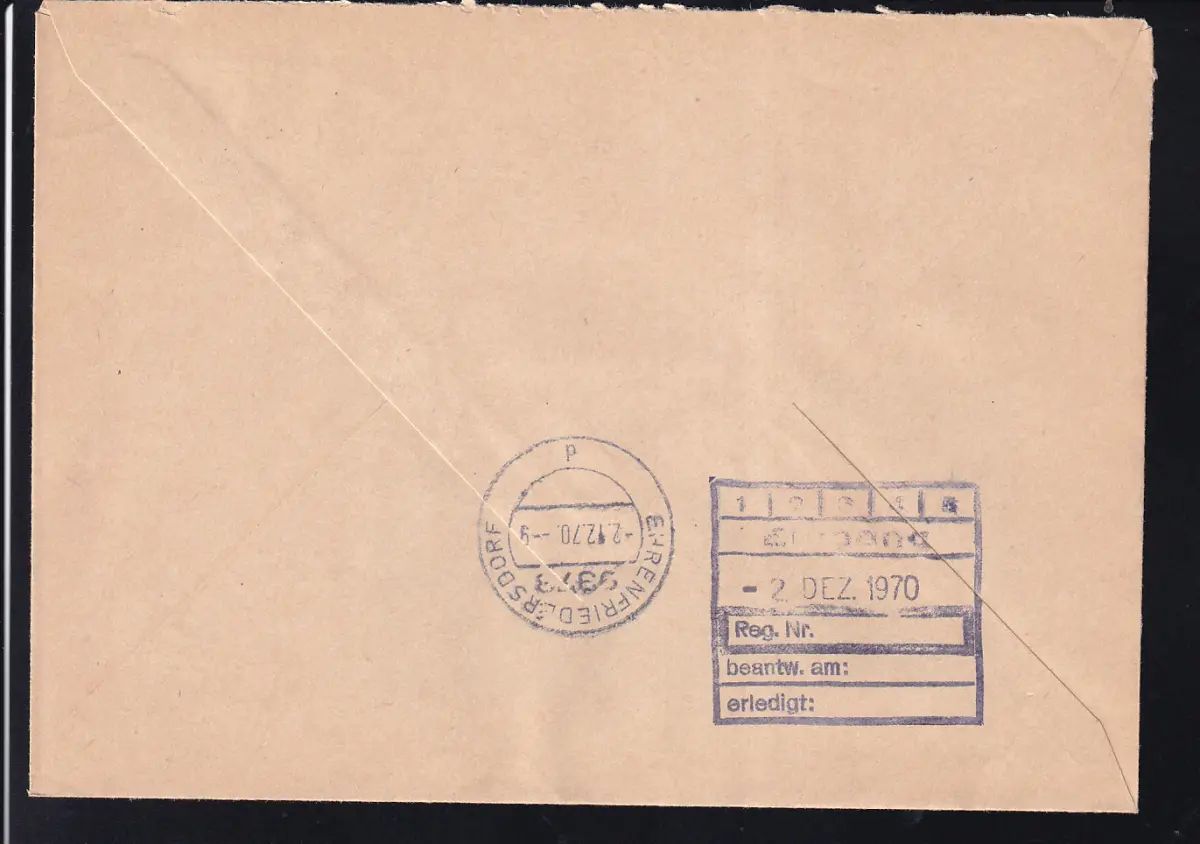 EHRENFRIEDERSDORF
9373
-2.12.70.--9
d
1 2 3 4 5
Eingang
- 2. DEZ. 1970
Reg. Nr.
beantw. am:
erledigt: